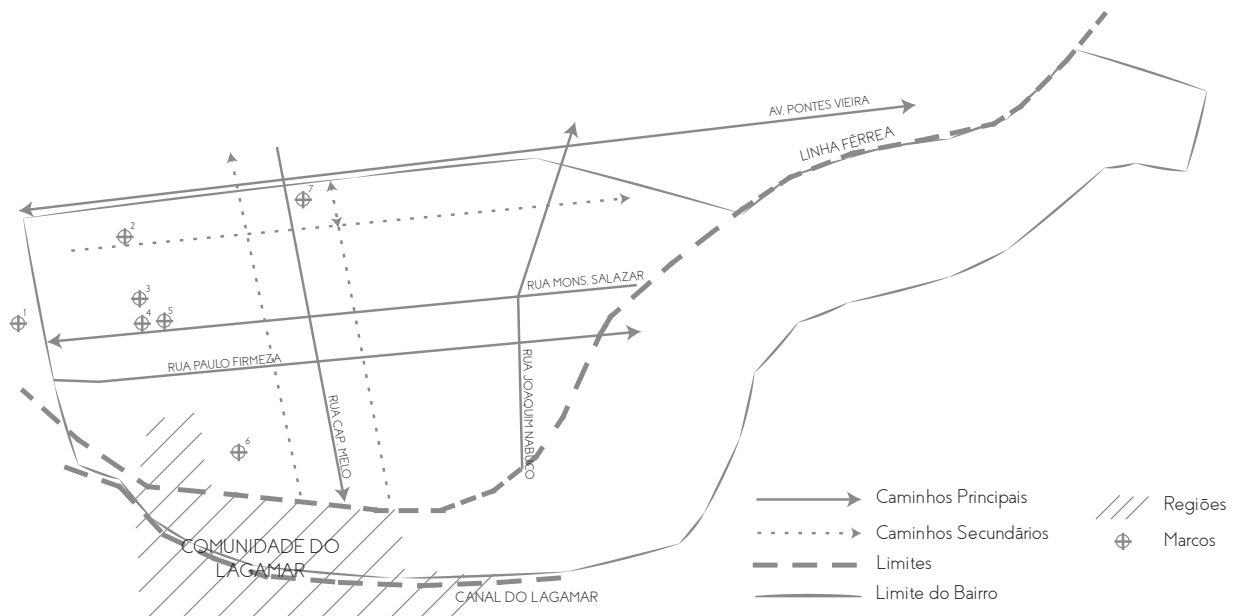 AV. PONTES VIEIRA
LINHA FÉRREA
7
2
RUA MONS. SALAZAR
3
1
4
5
RUA PAULO FIRMEZA
RUA JOAQUIM NABUCO
RUA CAP. MELO
6
COMUNIDADE DO
LAGAMAR
CANAL DO LAGAMAR
Caminhos Principais
Caminhos Secundários
Limites
Limite do Bairro
Regiões
Marcos